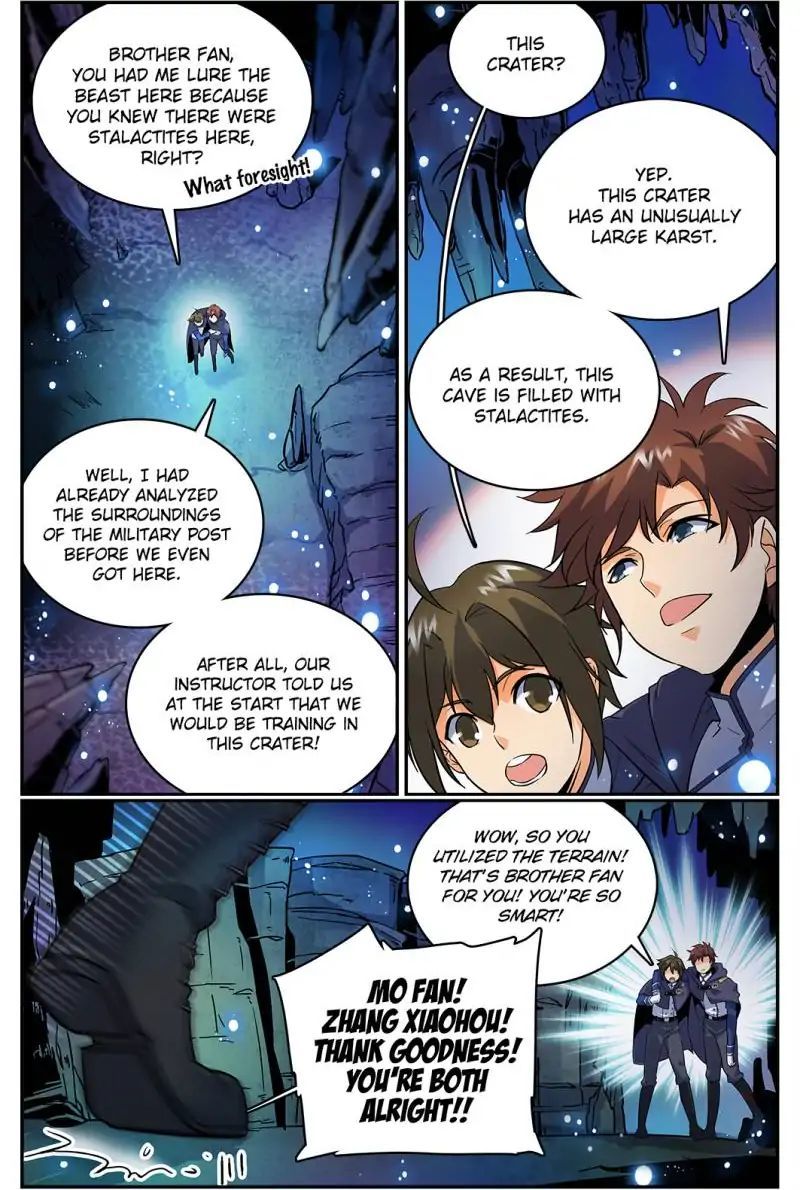 BROTHER FAN,
YOU HAD ME LURE THE
BEAST HERE BECAUSE
YOU KNEW THERE WERE
STALACTITES HERE,
RIGHT?
What foresight!
WELL, I HAD
ALREADY ANALYZED
THE SURROUNDINGS
OF THE MILITARY POST
BEFORE WE EVEN
GOT HERE.
AFTER ALL, OUR
INSTRUCTOR TOLD US
AT THE START THAT WE
WOULD BE TRAINING IN
THIS CRATER!
THIS
CRATER?
YEP.
THIS CRATER
HAS AN UNUSUALLY
LARGE KARST.
AS A RESULT, THIS
CAVE IS FILLED WITH
STALACTITES.
WOW, SO YOU
UTILIZED THE TERRAIN!
THAT'S BROTHER FAN
FOR YOU! YOU'RE SO
SMART!
MO FAN!
ZHANG XIAOHOU!
THANK GOODNESS!
YOU'RE BOTH
ALRIGHT!!